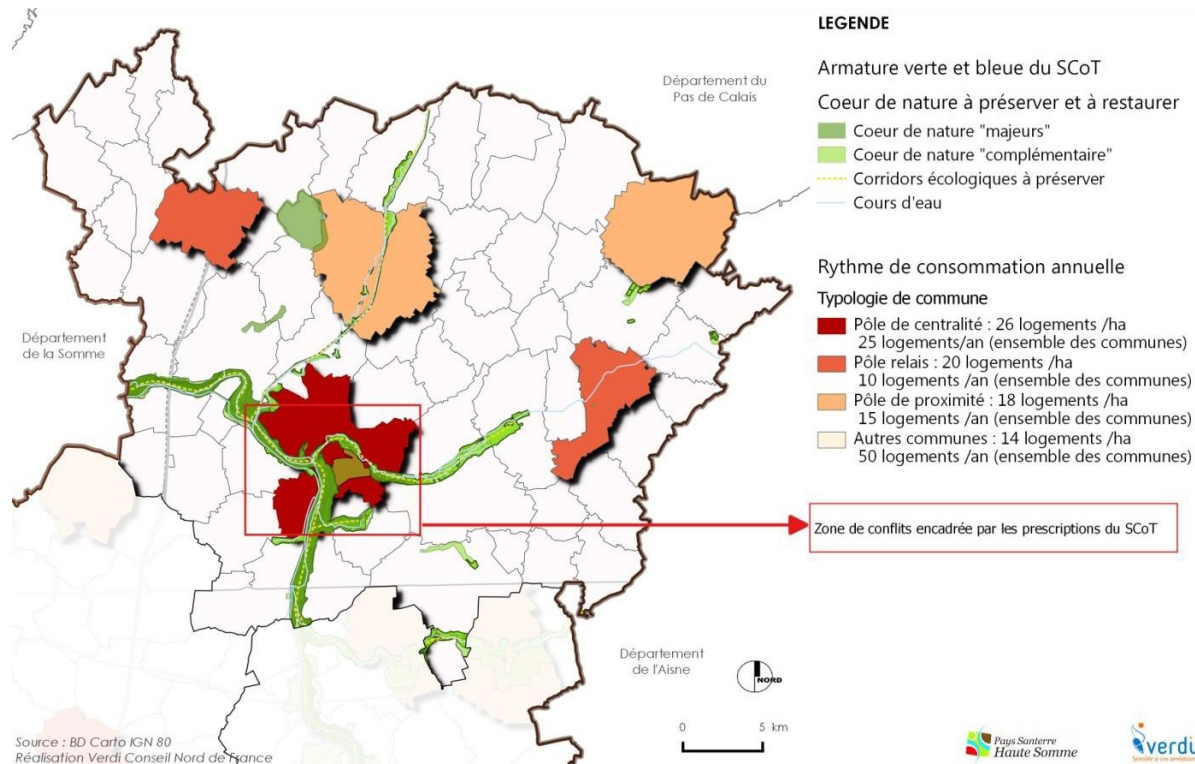 LEGENDE
Armature verte et bleue du SCoT
Coeur de nature à préserver et à restaurer
Coeur de nature "majeurs"
Coeur de nature "complémentaire"
Corridors écologiques à préserver
Cours d'eau
Rythme de consommation annuelle
Typologie de commune
Pôle de centralité : 26 logements /ha
25 logements/an (ensemble des communes)
Pôle relais : 20 logements /ha
10 logements /an (ensemble des communes)
Pôle de proximité : 18 logements /ha
15 logements /an (ensemble des communes)
Autres communes : 14 logements /ha
50 logements /an (ensemble des communes)
Zone de conflits encadrée par les prescriptions du SCoT
Département du
Pas de Calais
Département
de la Somme
Département
de l'Aisne
NORD
0 5 km
Source : BD Carto IGN 80
Réalisation Verdi Conseil Nord de France
Pays Santerre
Haute Somme
verdi
Sensible à vos ambitions